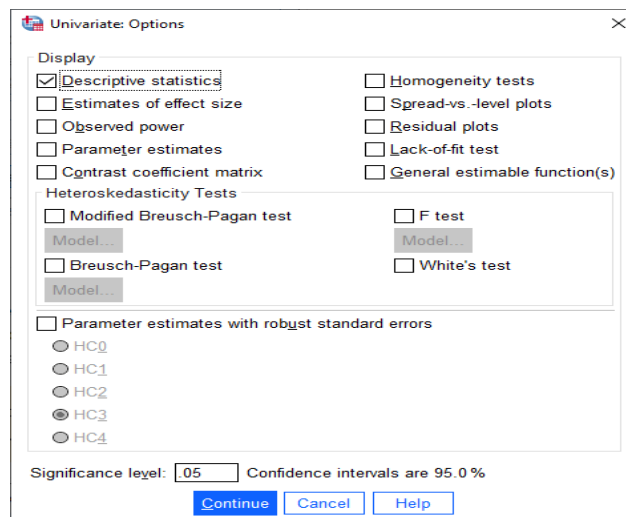 Univariate: Options
Display
Descriptive statistics
Homogeneity tests
Estimates of effect size
Spread-vs.-level plots
Observed power
Residual plots
Parameter estimates
Lack-of-fit test
Contrast coefficient matrix
General estimable function(s)
Heteroskedasticity Tests
Modified Breusch-Pagan test
F test
Model...
Model...
Breusch-Pagan test
White's test
Model...
Parameter estimates with robust standard errors
HC0
HC1
HC2
HC3
HC4
Significance level: .05 Confidence intervals are 95.0 %
Continue Cancel Help